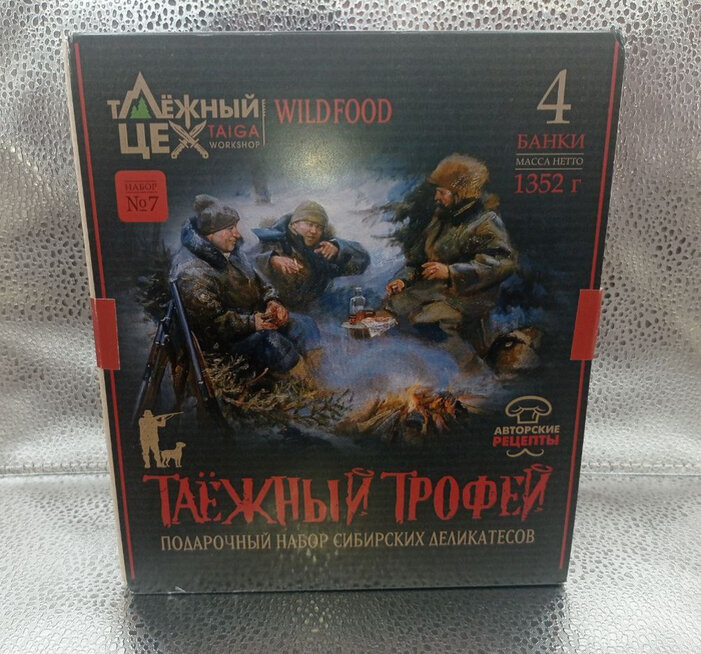 ТАЁЖНЫЙ
ЦЕХ
TAIGA
WORKSHOP
WILD FOOD
4
БАНКИ
МАССА НЕТТО
1352 г
НАБОР
№7
АВТОРСКИЕ
РЕЦЕПТЫ
ТАЁЖНЫЙ ТРОФЕЙ
ПОДАРОЧНЫЙ НАБОР СИБИРСКИХ ДЕЛИКАТЕСОВ